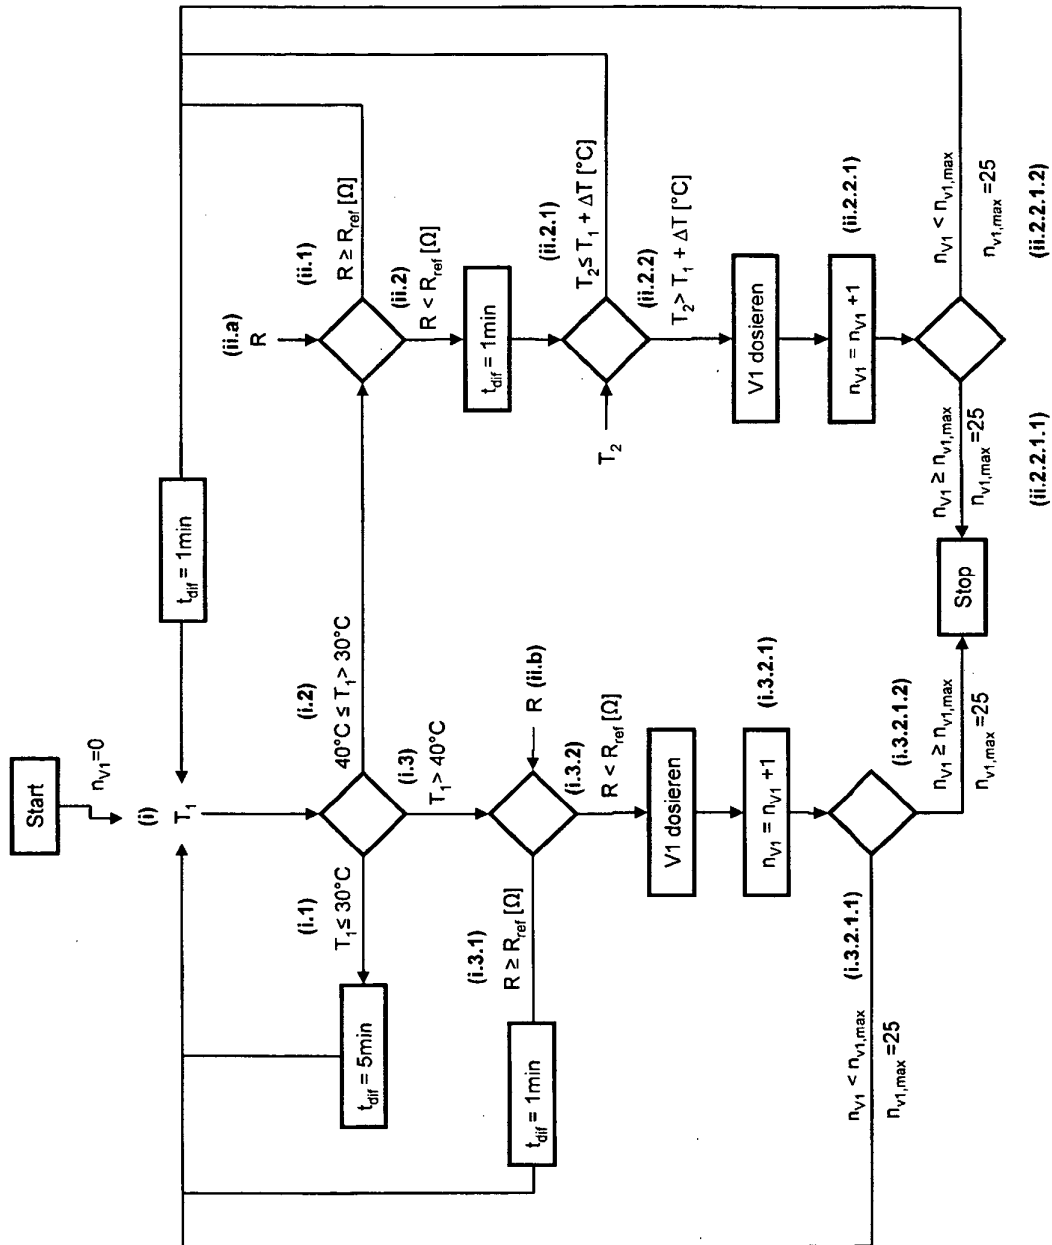 Start
n_V1=0
(i)
T_1
t_dif = 1min
(i.1)
T_1 ≤ 30°C
t_dif = 5min
(i.2)
40°C ≤ T_1 > 30°C
(i.3)
T_1 > 40°C
(ii.a)
R
(ii.1)
R ≥ R_ref [Ω]
(ii.2)
R < R_ref [Ω]
t_dif = 1min
(i.3.1)
R ≥ R_ref [Ω]
t_dif = 1min
R (ii.b)
(i.3.2)
R < R_ref [Ω]
T_2
(ii.2.1)
T_2 ≤ T_1 + ΔT [°C]
(ii.2.2)
T_2 > T_1 + ΔT [°C]
V1 dosieren
n_V1 = n_V1 +1
(i.3.2.1)
V1 dosieren
n_V1 = n_V1 +1
(ii.2.2.1)
(i.3.2.1.1)
n_V1 < n_v1,max
n_v1,max =25
(i.3.2.1.2)
n_V1 ≥ n_v1,max
n_v1,max =25
Stop
n_V1 ≥ n_v1,max
n_v1,max =25
(ii.2.2.1.1)
n_V1 < n_v1,max
n_v1,max =25
(ii.2.2.1.2)